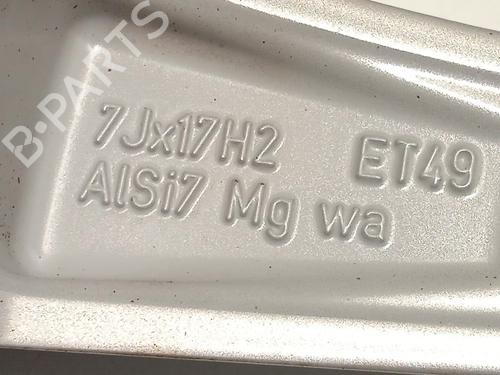 B-PARTS
7Jx17H2 ET49
AlSi7 Mg wa